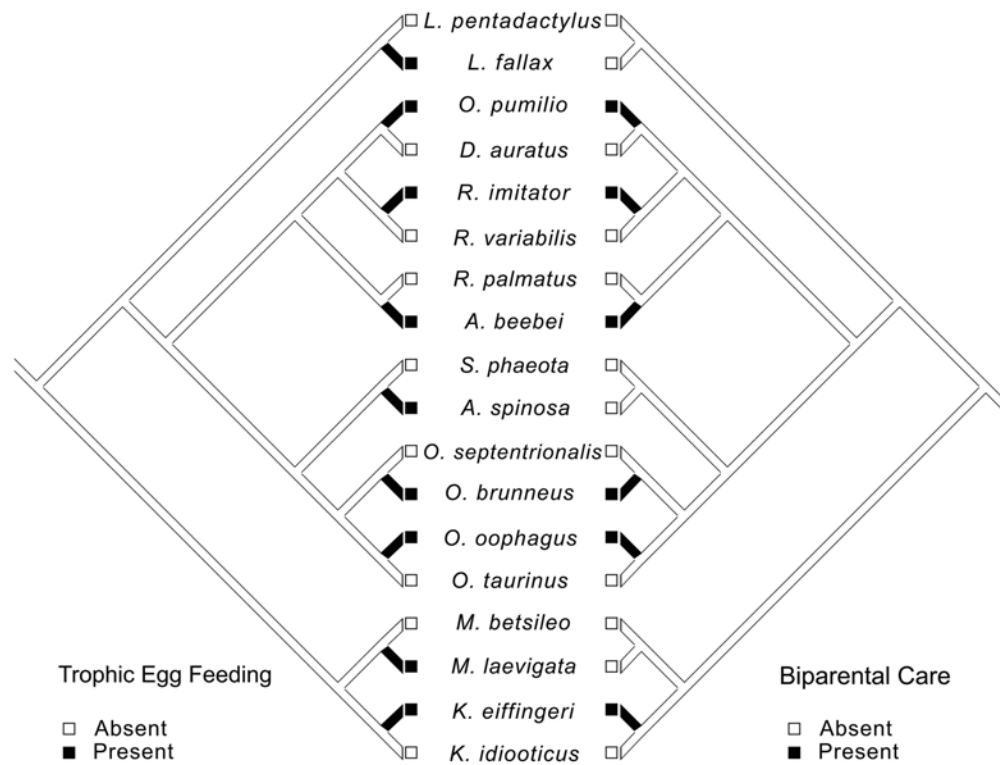 L. pentadactylus
L. fallax
O. pumilio
D. auratus
R. imitator
R. variabilis
R. palmatus
A. beebei
S. phaeota
A. spinosa
O. septentrionalis
O. brunneus
O. oophagus
O. taurinus
M. betsileo
M. laevigata
K. eiffingeri
K. idiooticus
Trophic Egg Feeding
Absent
Present
Biparental Care
Absent
Present